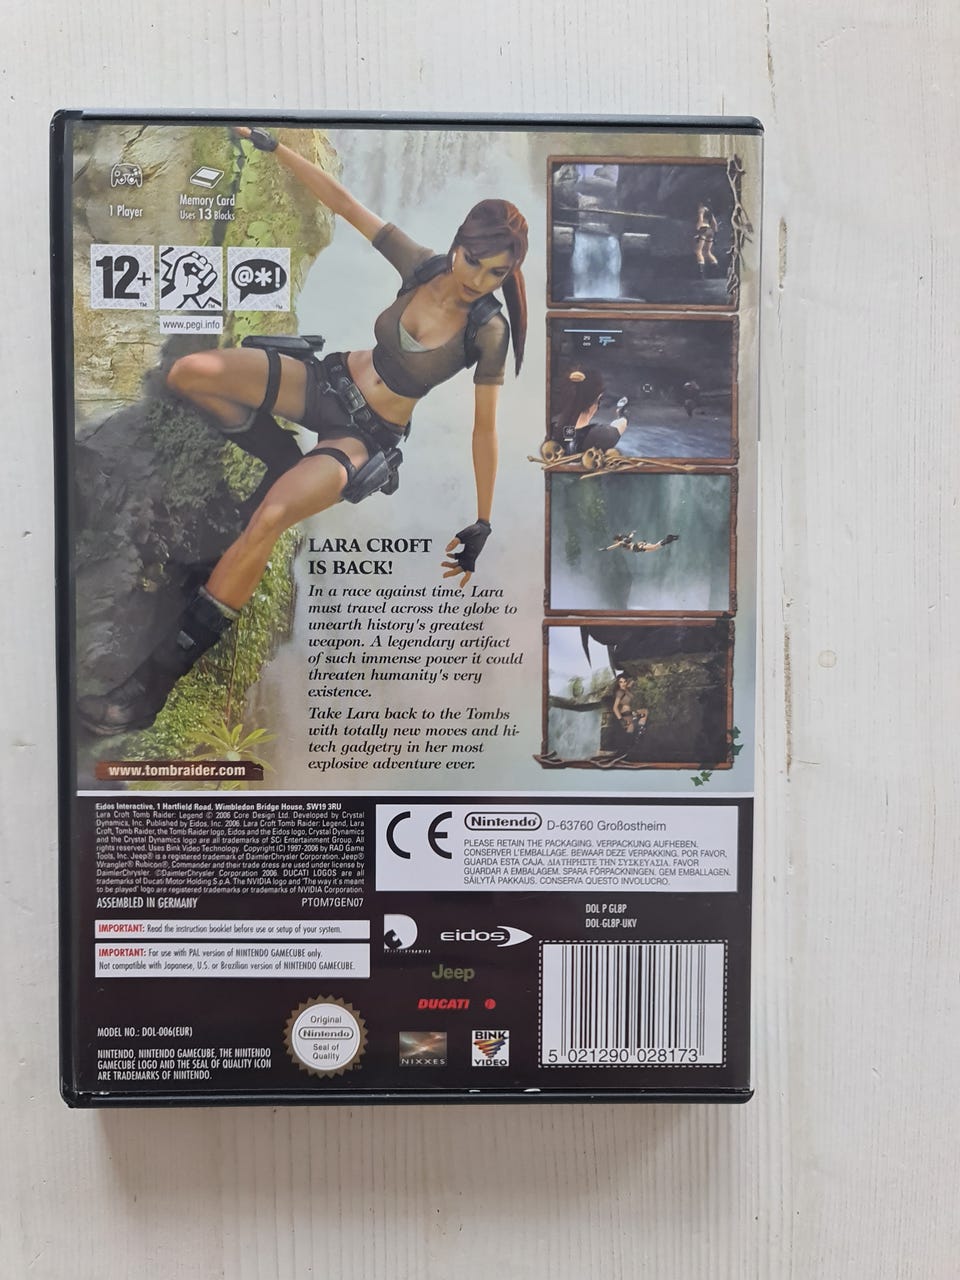 1 Player
Memory Card
Uses 13 Blocks
12+
TM
TM
@*!
TM
www.pegi.info
LARA CROFT
IS BACK!
In a race against time, Lara
must travel across the globe to
unearth history's greatest
weapon. A legendary artifact
of such immense power it could
threaten humanity's very
existence.
Take Lara back to the Tombs
with totally new moves and hi-
tech gadgetry in her most
explosive adventure ever.
www.tombraider.com
Eidos Interactive, 1 Hartfield Road, Wimbledon Bridge House, SW19 3RU
Lara Croft Tomb Raider: Legend © 2006 Core Design Ltd. Developed by Crystal
Dynamics, Inc. Published by Eidos, Inc. 2006. Lara Croft Tomb Raider: Legend, Lara
Croft, Tomb Raider, the Tomb Raider logo, Eidos and the Eidos logo, Crystal Dynamics
and the Crystal Dynamics logo are all trademarks of SCi Entertainment Group. All
rights reserved. Uses Bink Video Technology. Copyright (C) 1997-2006 by RAD Game
Tools, Inc. Jeep® is a registered trademark of DaimlerChrysler Corporation. Jeep®
Wrangler® Rubicon®, Commander and their trade dress are used under license by
DaimlerChrysler. ©DaimlerChrysler Corporation 2006. DUCATI LOGOS are all
trademarks of Ducati Motor Holding S.p.A. The NVIDIA logo and "The way it's meant
to be played" logo are registered trademarks or trademarks of NVIDIA Corporation.
ASSEMBLED IN GERMANY
PTOM7GEN07
IMPORTANT: Read the instruction booklet before use or setup of your system.
IMPORTANT: For use with PAL version of NINTENDO GAMECUBE only.
Not compatible with Japanese, U.S. or Brazilian version of NINTENDO GAMECUBE.
MODEL NO.: DOL-006(EUR)
NINTENDO, NINTENDO GAMECUBE, THE NINTENDO
GAMECUBE LOGO AND THE SEAL OF QUALITY ICON
ARE TRADEMARKS OF NINTENDO.
Original
Nintendo
Seal of
Quality
TM
CE
Nintendo D-63760 Großostheim
PLEASE RETAIN THE PACKAGING. VERPACKUNG AUFHEBEN.
CONSERVER L'EMBALLAGE. BEWAAR DEZE VERPAKKING. POR FAVOR,
GUARDA ESTA CAJA. ΔΙΑΤΗΡΗΣΤΕ ΤΗΝ ΣΥΣΚΕΥΑΣΙΑ. FAVOR
GUARDAR A EMBALAGEM. SPARA FÖRPACKNINGEN. GEM EMBALLAGEN.
SÄILYTÄ PAKKAUS. CONSERVA QUESTO INVOLUCRO.
DOL P GL8P
DOL-GL8P-UKV
CRYSTAL DYNAMICS
eidos
Jeep
DUCATI
NIXXES
BINK
VIDEO
5 021290 028173